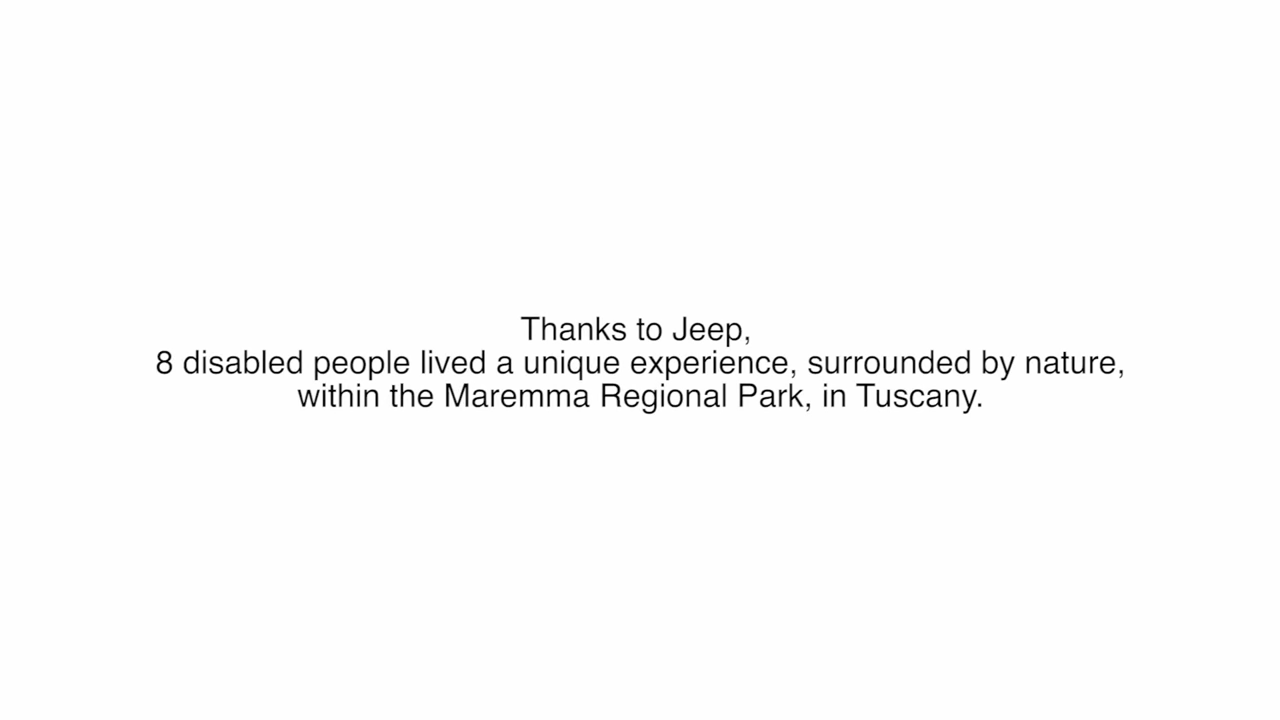 Thanks to Jeep,
8 disabled people lived a unique experience, surrounded by nature,
within the Maremma Regional Park, in Tuscany.